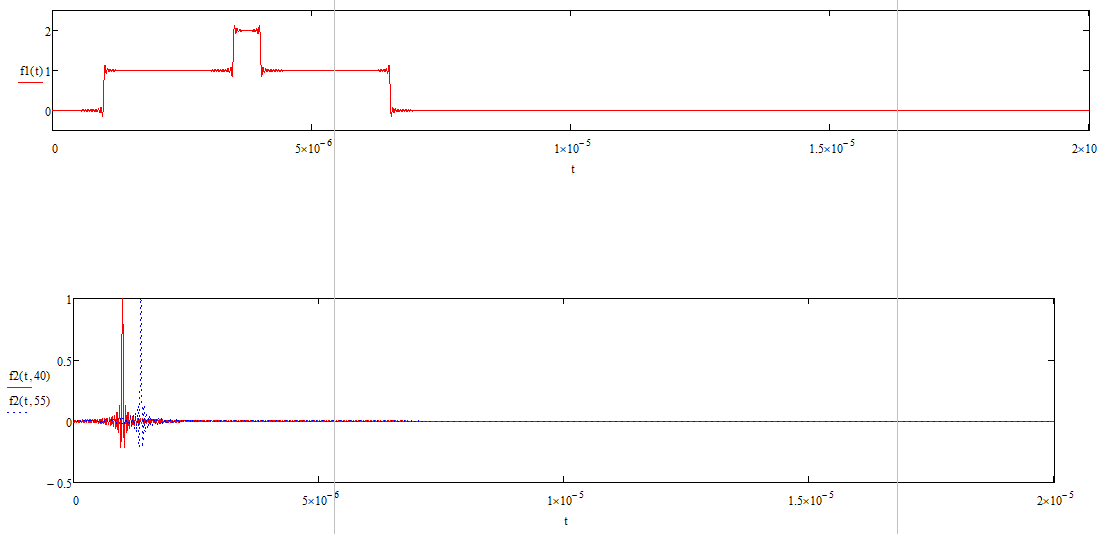 2
f1(t) 1
0
0 5×10⁻⁶ 1×10⁻⁵ 1.5×10⁻⁵ 2×10
t
1
0.5
f2(t,40)
f2(t,55)
0
−0.5
0 5×10⁻⁶ 1×10⁻⁵ 1.5×10⁻⁵ 2×10⁻⁵
t